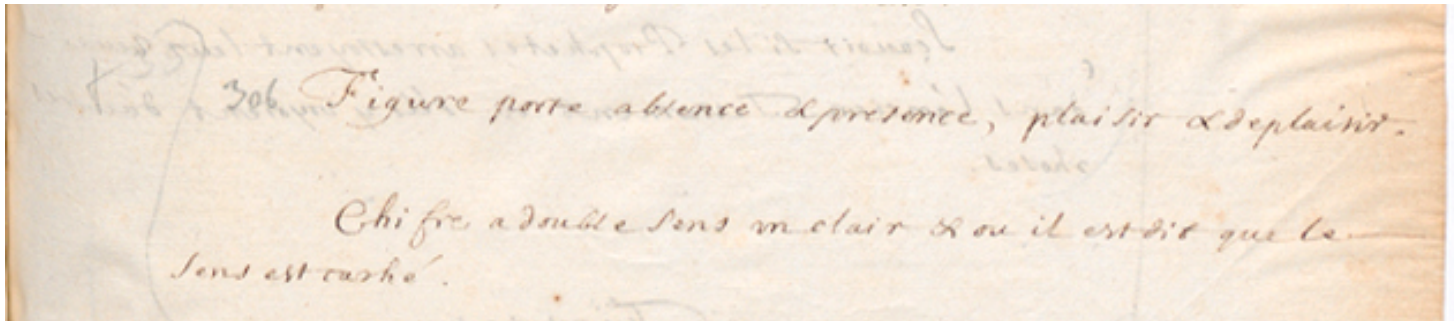 306 Figure porte absence & presence, plaisir & deplaisir.
Chifre a double sens un clair & ou il est dit que le
sens est caché.